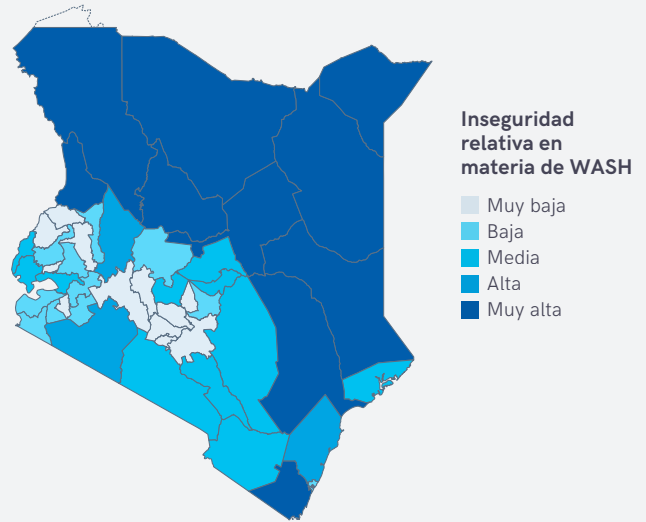 Inseguridad
relativa en
materia de WASH
Muy baja
Baja
Media
Alta
Muy alta